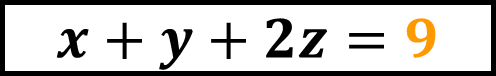 x + y + 2z = 9